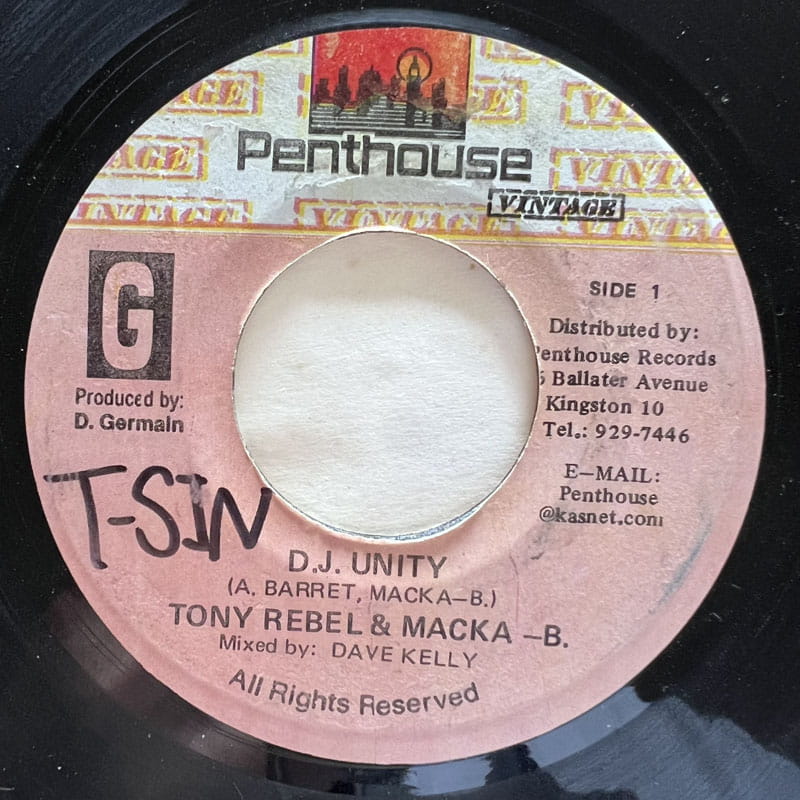 Penthouse
VINTAGE
G
Produced by:
D. Germain
T-SIN
SIDE 1
Distributed by:
Penthouse Records
Ballater Avenue
Kingston 10
Tel.: 929-7446
E-MAIL:
Penthouse
@kasnet.com
D.J. UNITY
(A. BARRET, MACKA-B.)
TONY REBEL & MACKA -B.
Mixed by: DAVE KELLY
All Rights Reserved